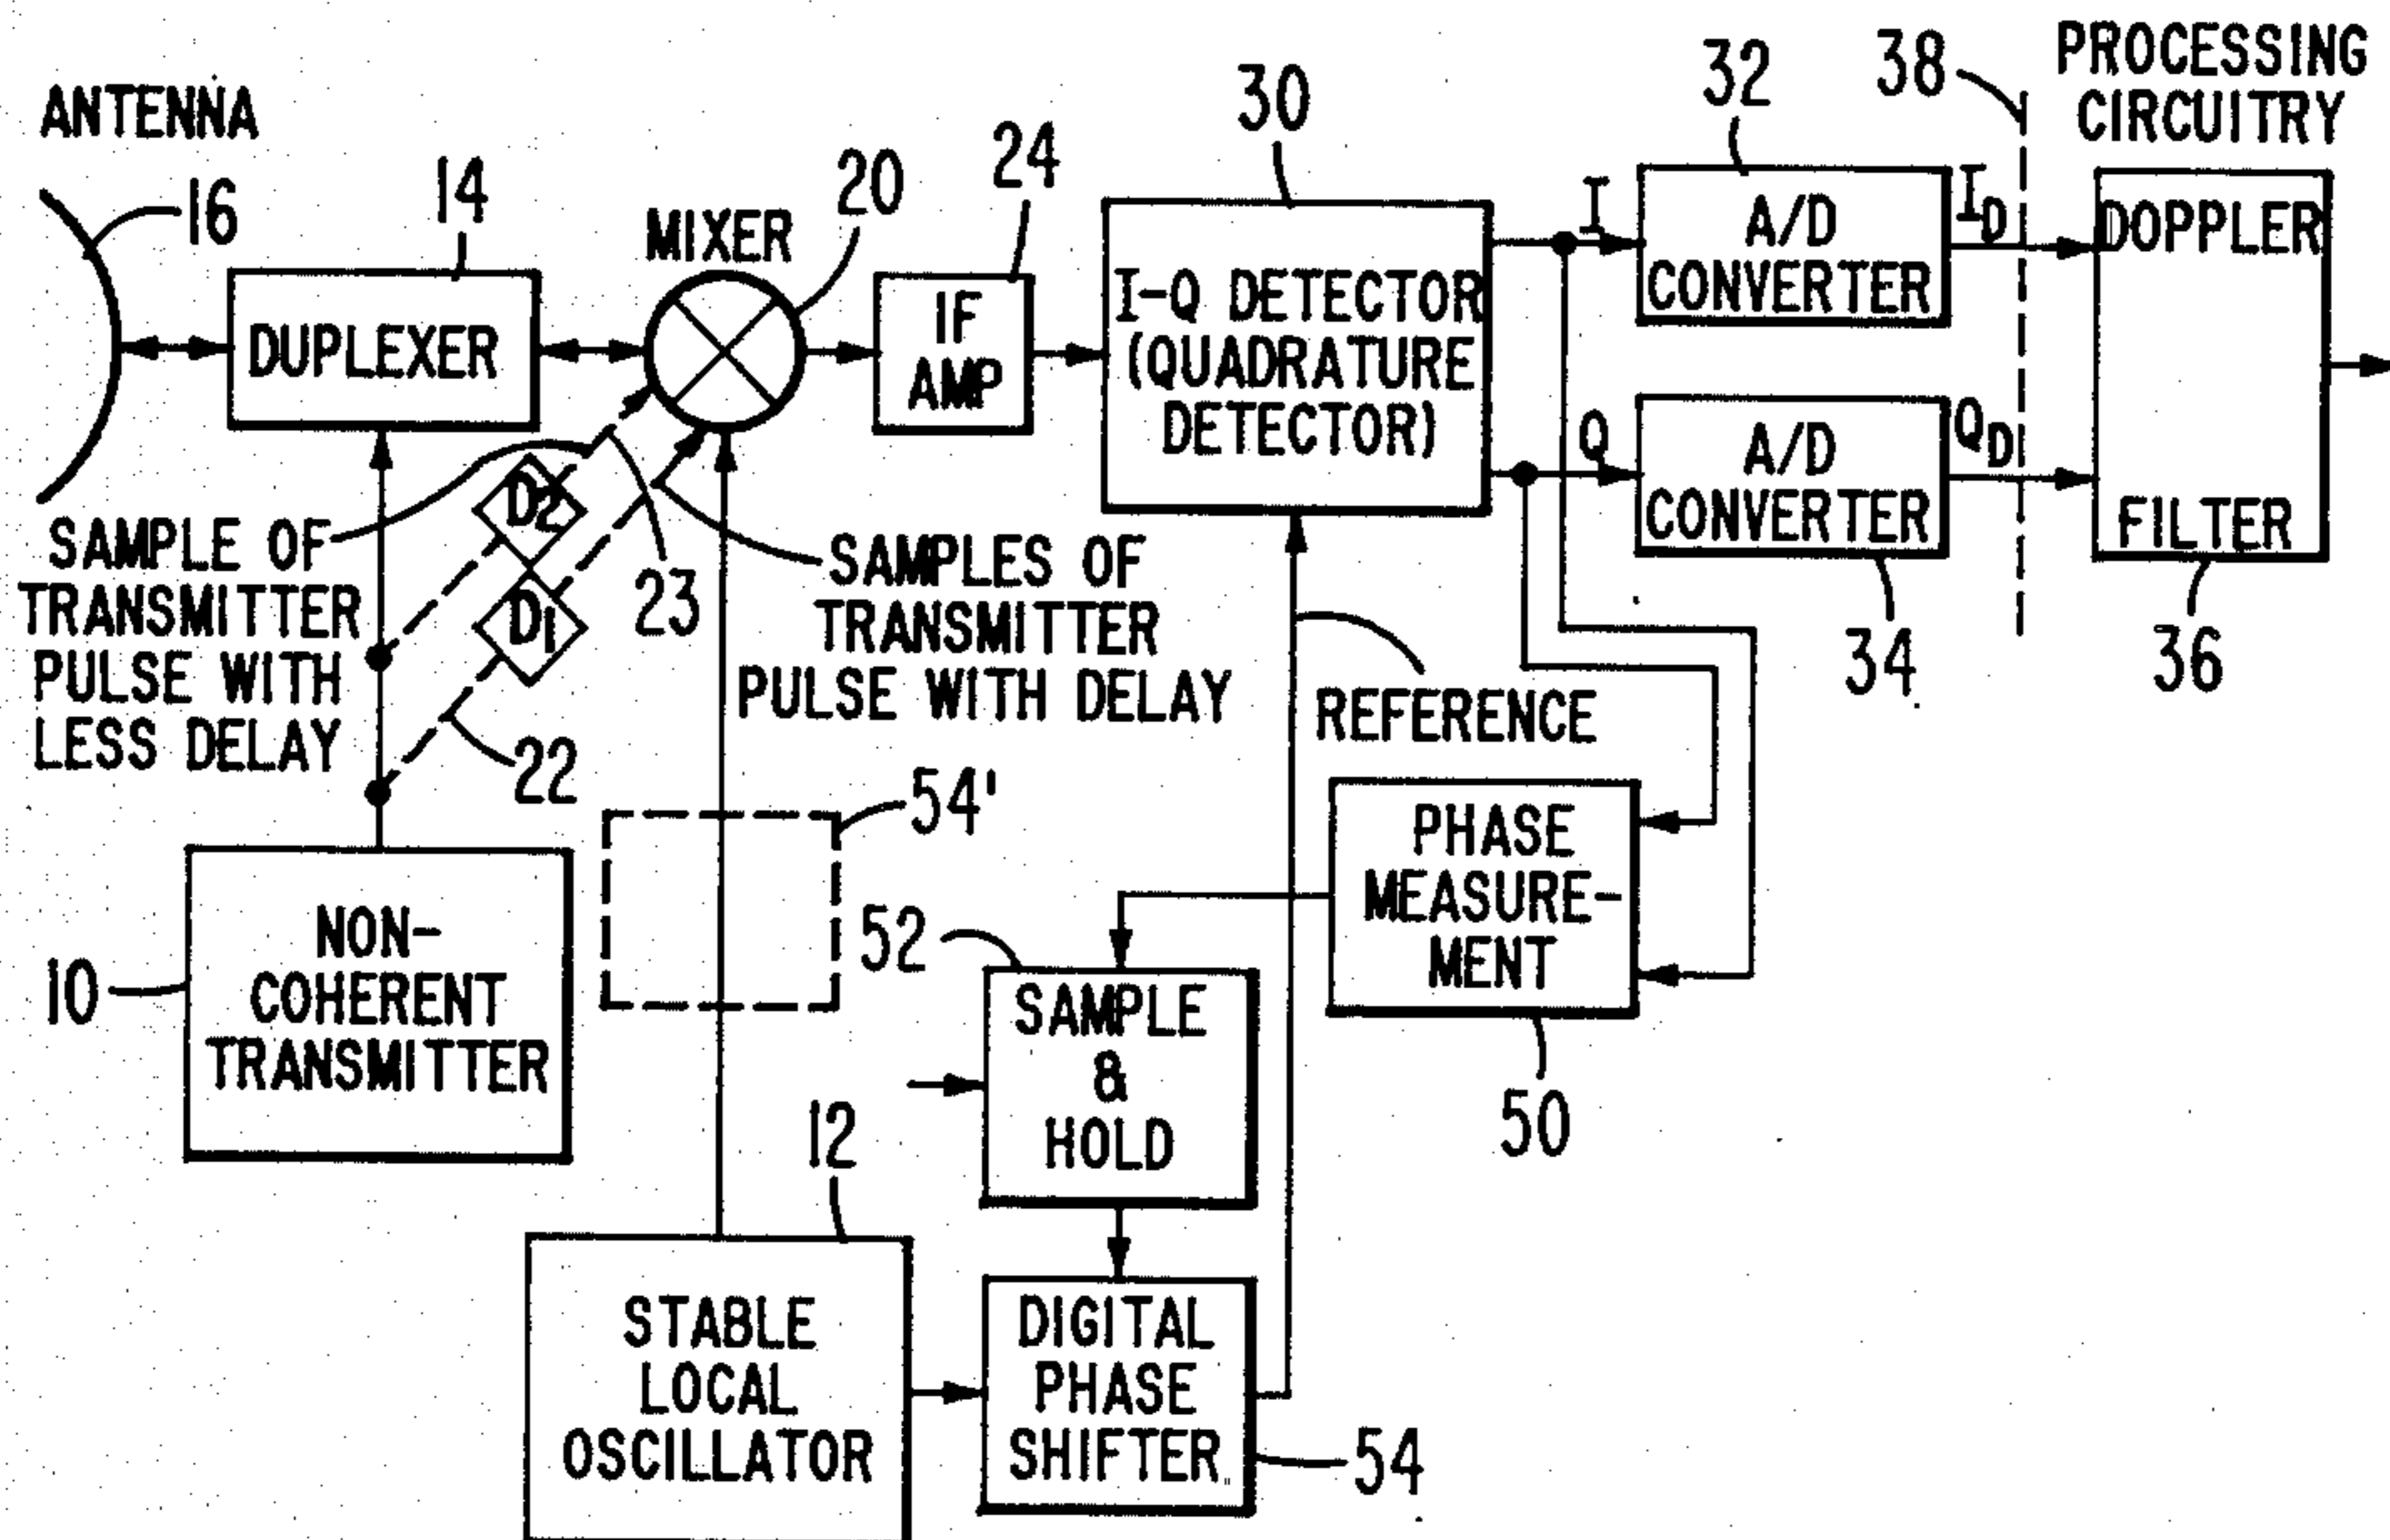 ANTENNA
16
14
MIXER
20
24
30
32
38
PROCESSING
CIRCUITRY
DUPLEXER
IF
AMP
I-Q DETECTOR
(QUADRATURE
DETECTOR)
I
A/D
CONVERTER
I_D
DOPPLER
FILTER
Q
A/D
CONVERTER
Q_D
34
36
D2
D1
SAMPLE OF
TRANSMITTER
PULSE WITH
LESS DELAY
23
22
SAMPLES OF
TRANSMITTER
PULSE WITH DELAY
REFERENCE
54'
10
NON-
COHERENT
TRANSMITTER
52
SAMPLE
&
HOLD
PHASE
MEASURE-
MENT
50
12
STABLE
LOCAL
OSCILLATOR
DIGITAL
PHASE
SHIFTER
54